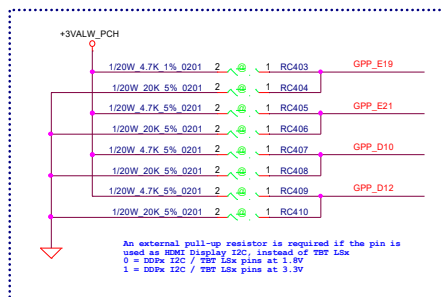 +3VALW_PCH
1/20W_4.7K_1%_0201 2 @ 1 RC403 GPP_E19
1/20W_20K_5%_0201 2 @ 1 RC404
1/20W_4.7K_5%_0201 2 @ 1 RC405 GPP_E21
1/20W_20K_5%_0201 2 @ 1 RC406
1/20W_4.7K_5%_0201 2 @ 1 RC407 GPP_D10
1/20W_20K_5%_0201 2 @ 1 RC408
1/20W_4.7K_5%_0201 2 @ 1 RC409 GPP_D12
1/20W_20K_5%_0201 2 @ 1 RC410
An external pull-up resistor is required if the pin is
used as HDMI Display I2C, instead of TBT LSx
0 = DDPx I2C / TBT LSx pins at 1.8V
1 = DDPx I2C / TBT LSx pins at 3.3V